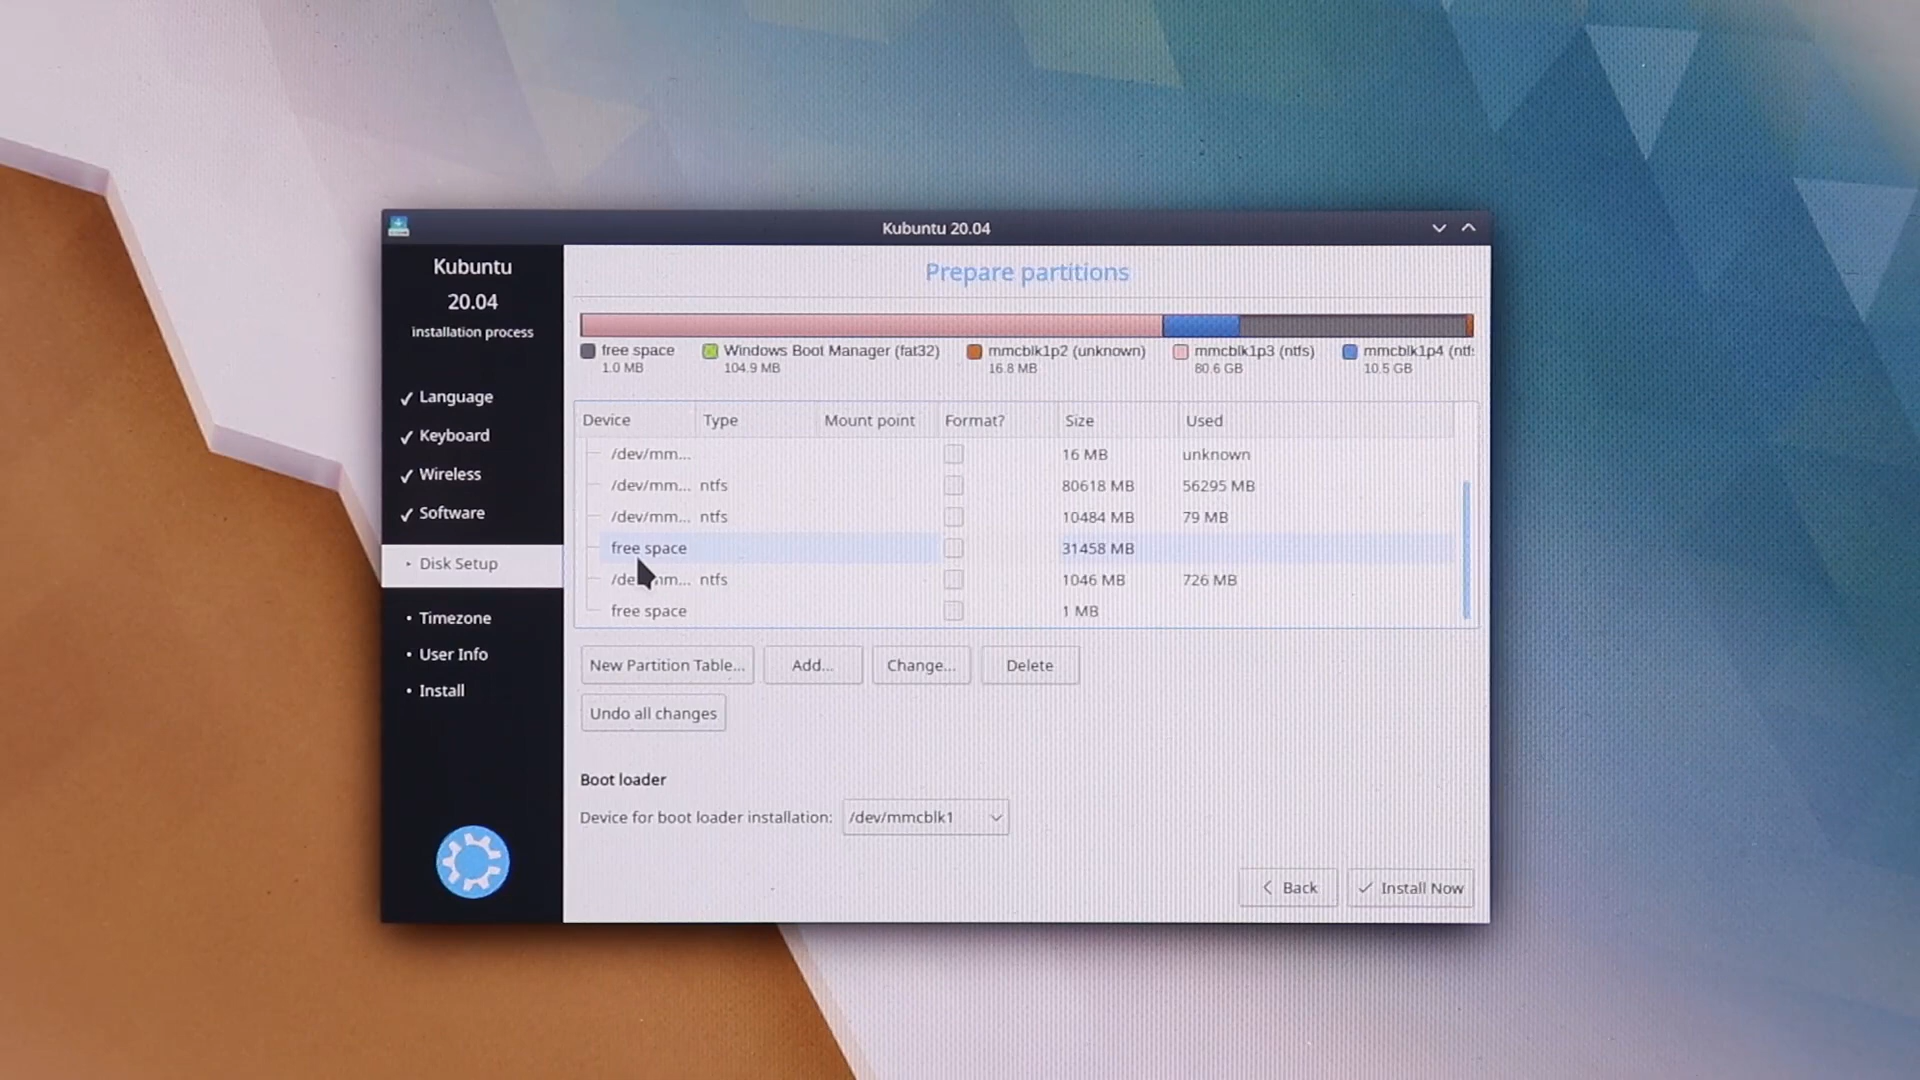 Kubuntu 20.04
Kubuntu
20.04
installation process
✓ Language
✓ Keyboard
✓ Wireless
✓ Software
Disk Setup
• Timezone
• User Info
• Install
Prepare partitions
free space
1.0 MB
Windows Boot Manager (fat32)
104.9 MB
mmcblk1p2 (unknown)
16.8 MB
mmcblk1p3 (ntfs)
80.6 GB
mmcblk1p4 (ntf
10.5 GB
Device Type Mount point Format? Size Used
/dev/mm... 16 MB unknown
/dev/mm... ntfs 80618 MB 56295 MB
/dev/mm... ntfs 10484 MB 79 MB
free space 31458 MB
ntfs 1046 MB 726 MB
free space 1 MB
New Partition Table... Add... Change... Delete
Undo all changes
Boot loader
Device for boot loader installation: /dev/mmcblk1
Back Install Now